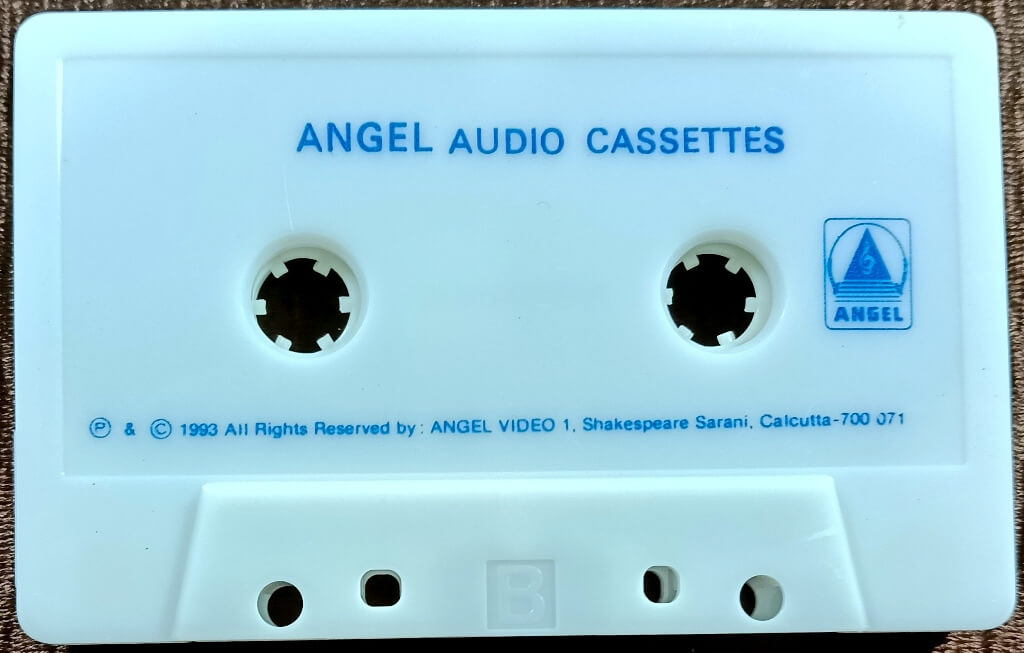 ANGEL AUDIO CASSETTES
ANGEL
Ⓟ & © 1993 All Rights Reserved by: ANGEL VIDEO 1, Shakespeare Sarani, Calcutta-700 071
B